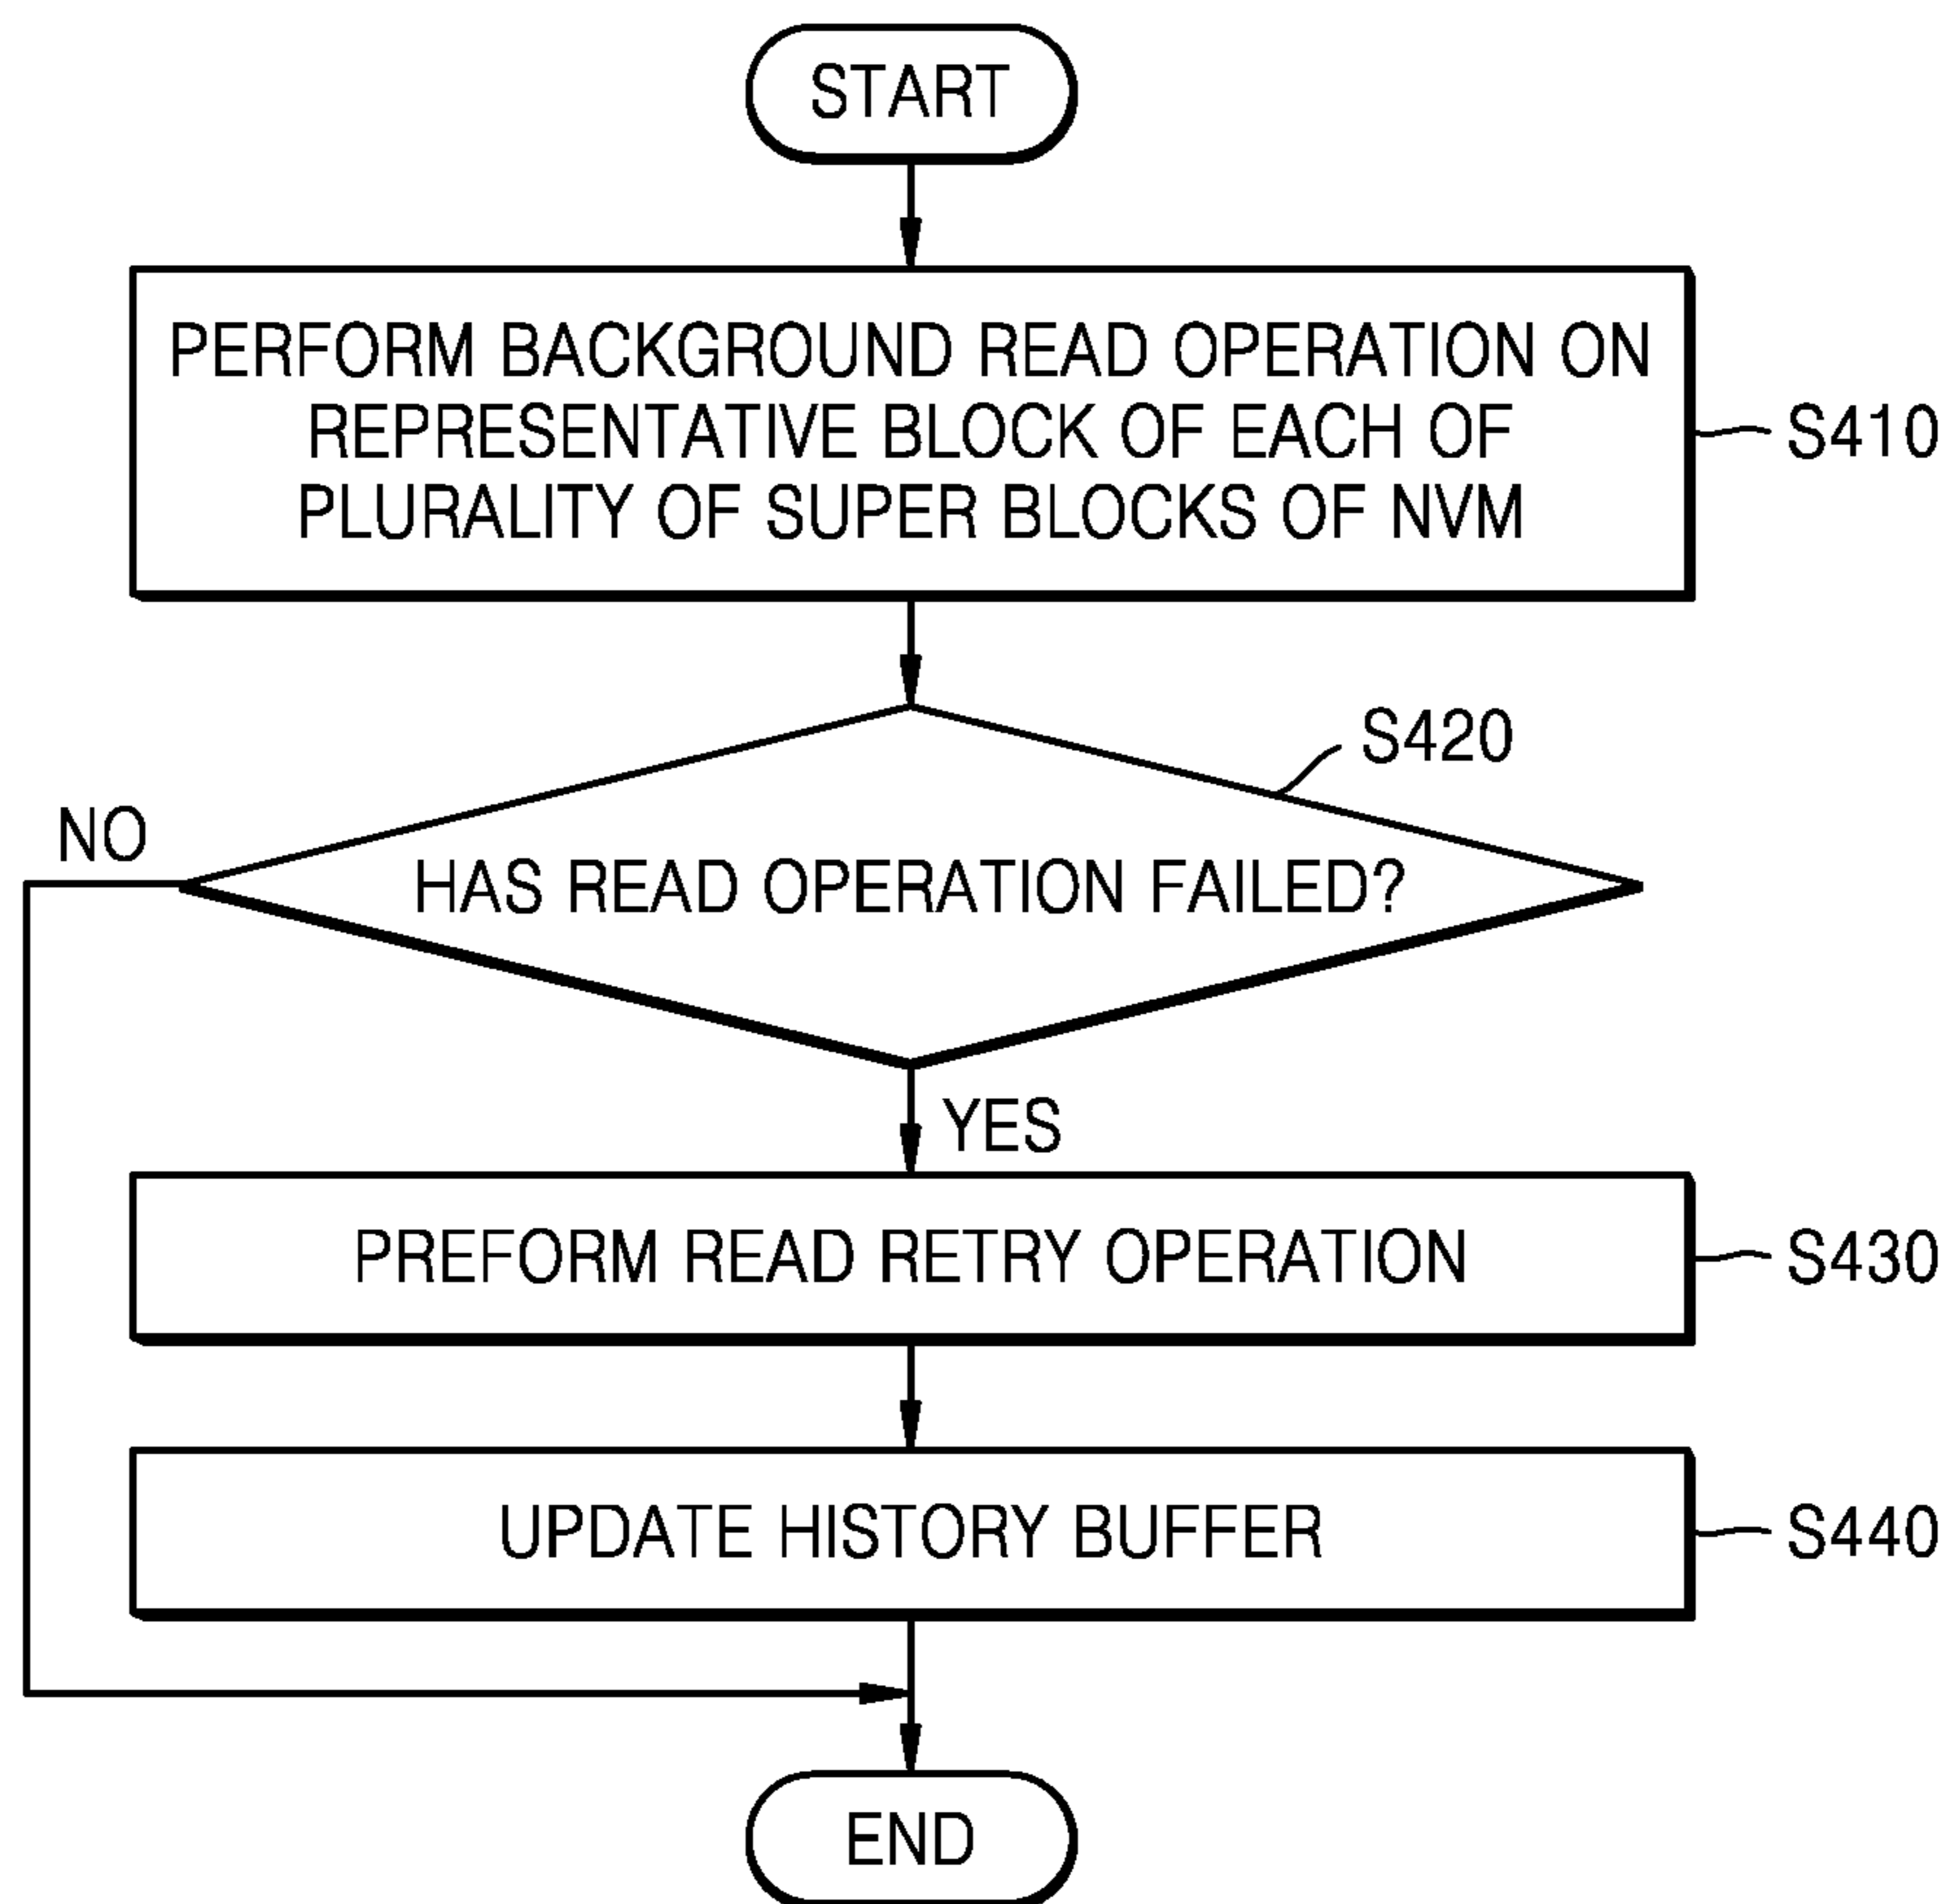 START
PERFORM BACKGROUND READ OPERATION ON
REPRESENTATIVE BLOCK OF EACH OF
PLURALITY OF SUPER BLOCKS OF NVM
S410
S420
NO
HAS READ OPERATION FAILED?
YES
PREFORM READ RETRY OPERATION
S430
UPDATE HISTORY BUFFER
S440
END